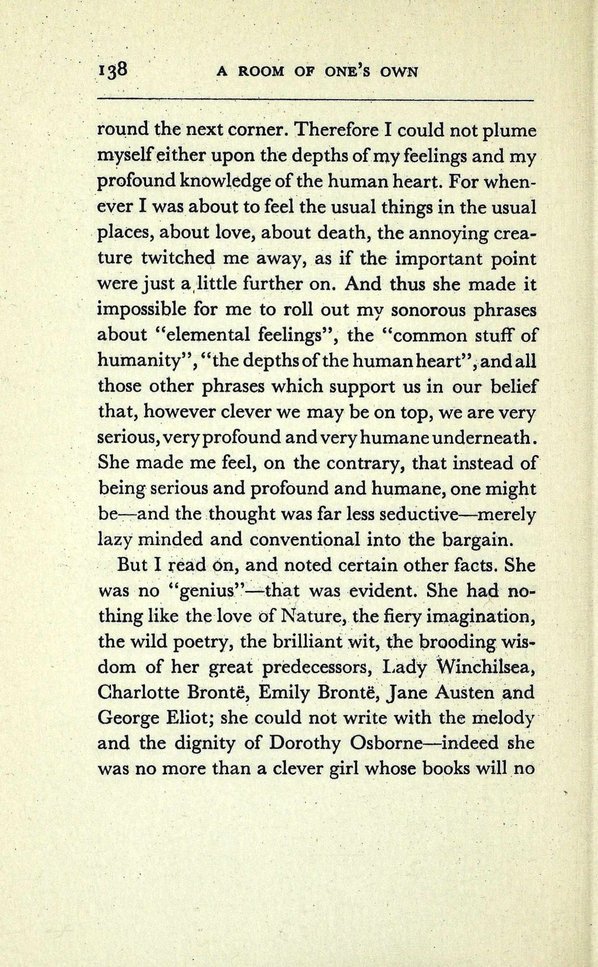 138 A ROOM OF ONE'S OWN
round the next corner. Therefore I could not plume
myself either upon the depths of my feelings and my
profound knowledge of the human heart. For when-
ever I was about to feel the usual things in the usual
places, about love, about death, the annoying crea-
ture twitched me away, as if the important point
were just a little further on. And thus she made it
impossible for me to roll out my sonorous phrases
about “elemental feelings”, the “common stuff of
humanity”, “the depths of the human heart”, and all
those other phrases which support us in our belief
that, however clever we may be on top, we are very
serious, very profound and very humane underneath.
She made me feel, on the contrary, that instead of
being serious and profound and humane, one might
be—and the thought was far less seductive—merely
lazy minded and conventional into the bargain.
But I read on, and noted certain other facts. She
was no “genius”—that was evident. She had no-
thing like the love of Nature, the fiery imagination,
the wild poetry, the brilliant wit, the brooding wis-
dom of her great predecessors, Lady Winchilsea,
Charlotte Brontë, Emily Brontë, Jane Austen and
George Eliot; she could not write with the melody
and the dignity of Dorothy Osborne—indeed she
was no more than a clever girl whose books will no